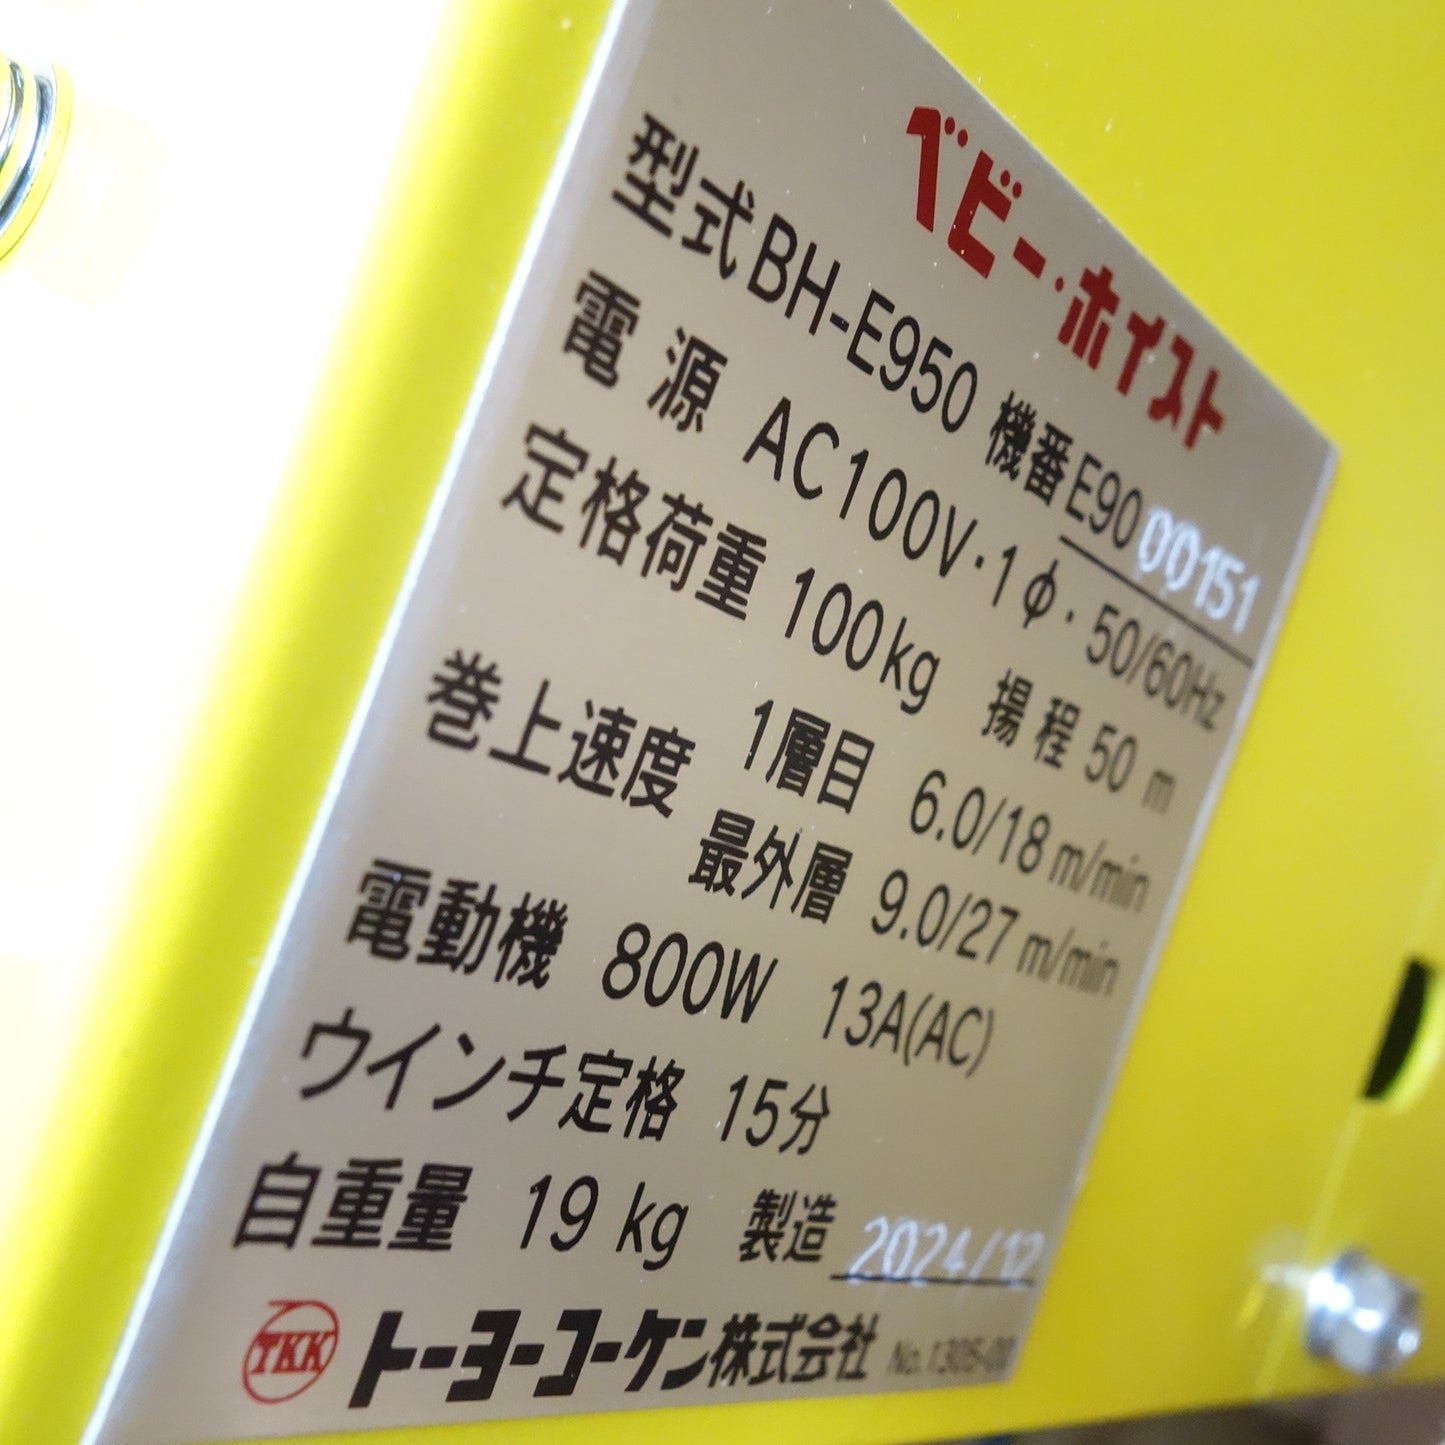 ベビー・ホイスト
型式 BH-E950 機番 E9000151
電源 AC100V・1φ・50/60Hz
定格荷重 100kg 揚程 50 m
巻上速度 1層目 6.0/18 m/min
最外層 9.0/27 m/min
電動機 800W 13A(AC)
ウインチ定格 15分
自重量 19 kg 製造 2024/12
TKK トーヨーコーケン株式会社 No.1305-00